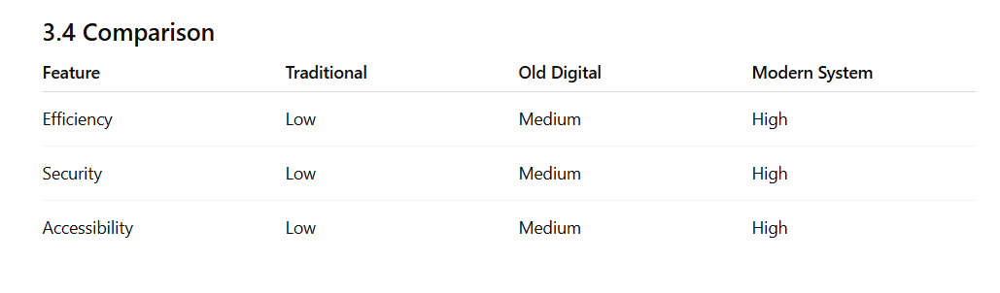 3.4 Comparison
Feature Traditional Old Digital Modern System
Efficiency Low Medium High
Security Low Medium High
Accessibility Low Medium High